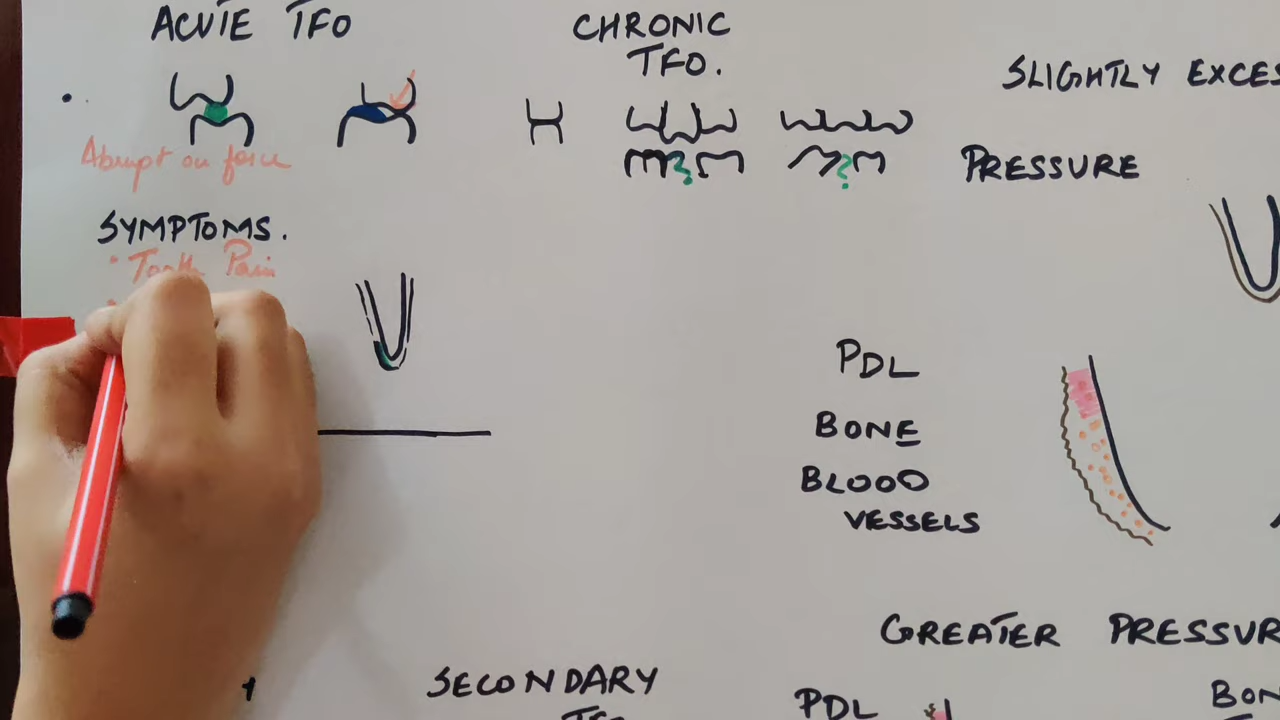 ACUTE TFO
CHRONIC
TFO.
SLIGHTLY EXCES
PRESSURE
Abrupt on force
?
?
SYMPTOMS.
• Tooth Pain
PDL
BONE
BLOOD
VESSELS
GREATER PRESSUR
SECONDARY
PDL
BON